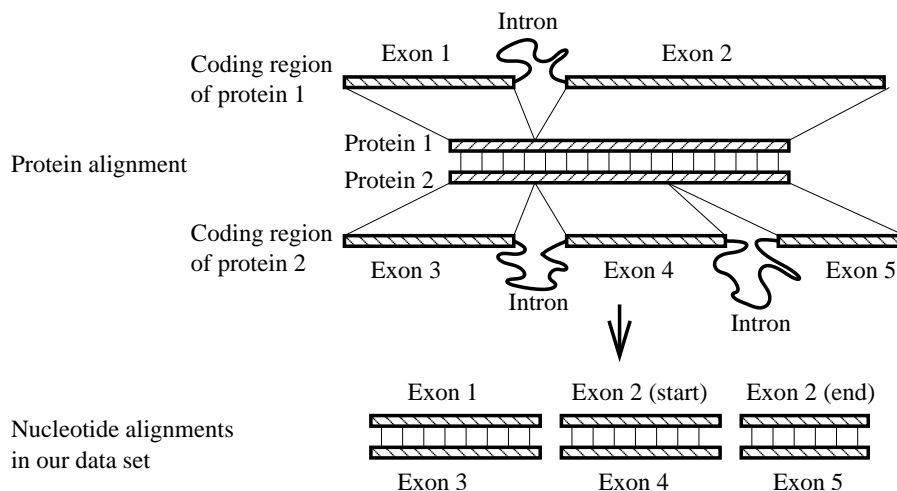 Intron
Exon 1
Exon 2
Coding region
of protein 1
Protein 1
Protein alignment
Protein 2
Coding region
of protein 2
Exon 3
Exon 4
Exon 5
Intron
Intron
Exon 1
Exon 2 (start)
Exon 2 (end)
Nucleotide alignments
in our data set
Exon 3
Exon 4
Exon 5